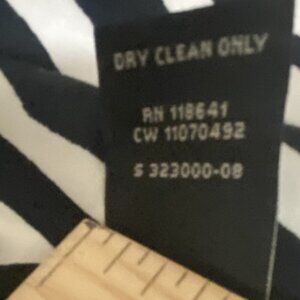 DRY CLEAN ONLY
RN 118641
CW 11070492
S 323000-08